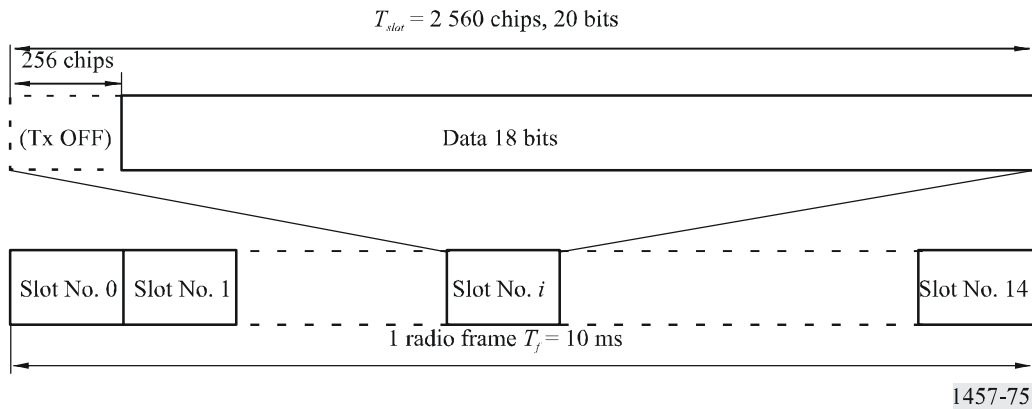 T_slot = 2 560 chips, 20 bits
256 chips
(Tx OFF) Data 18 bits
Slot No. 0 Slot No. 1 Slot No. i Slot No. 14
1 radio frame T_f = 10 ms
1457-75